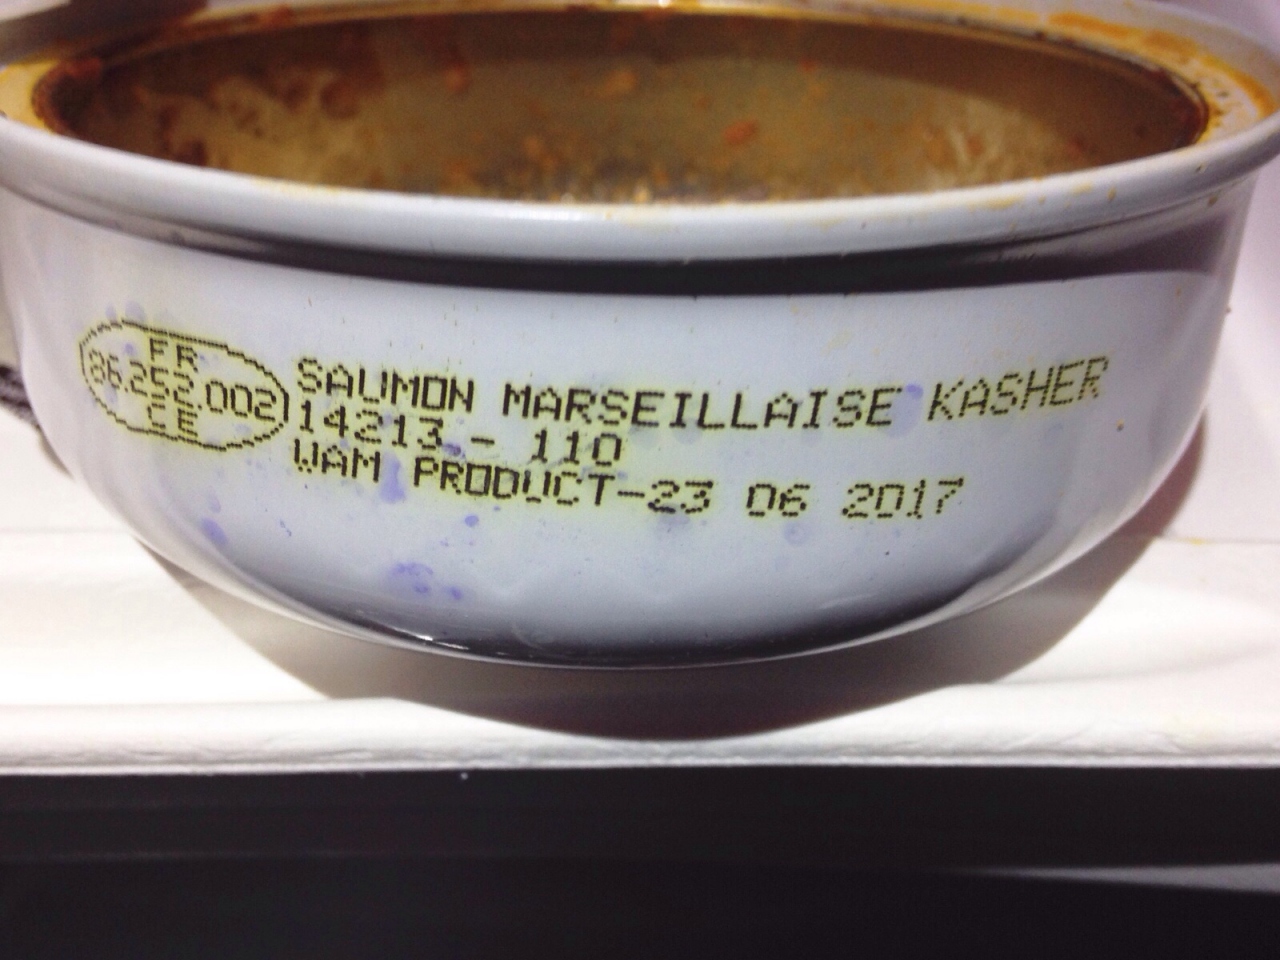 FR
86.252.002
CE
SAUMON MARSEILLAISE KASHER
14213 - 110
WAM PRODUCT-23 06 2017